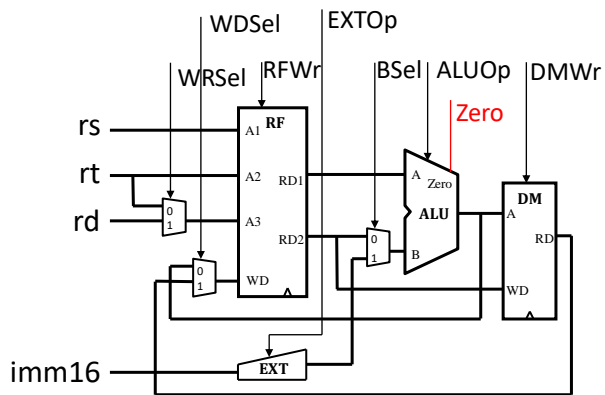 WDSel
EXTOp
WRSel
RFWr
BSel
ALUOp
DMWr
Zero
rs
A1
RF
rt
A2
RD1
A
Zero
0
1
rd
A3
ALU
A
DM
RD2
0
1
B
RD
0
1
WD
WD
imm16
EXT